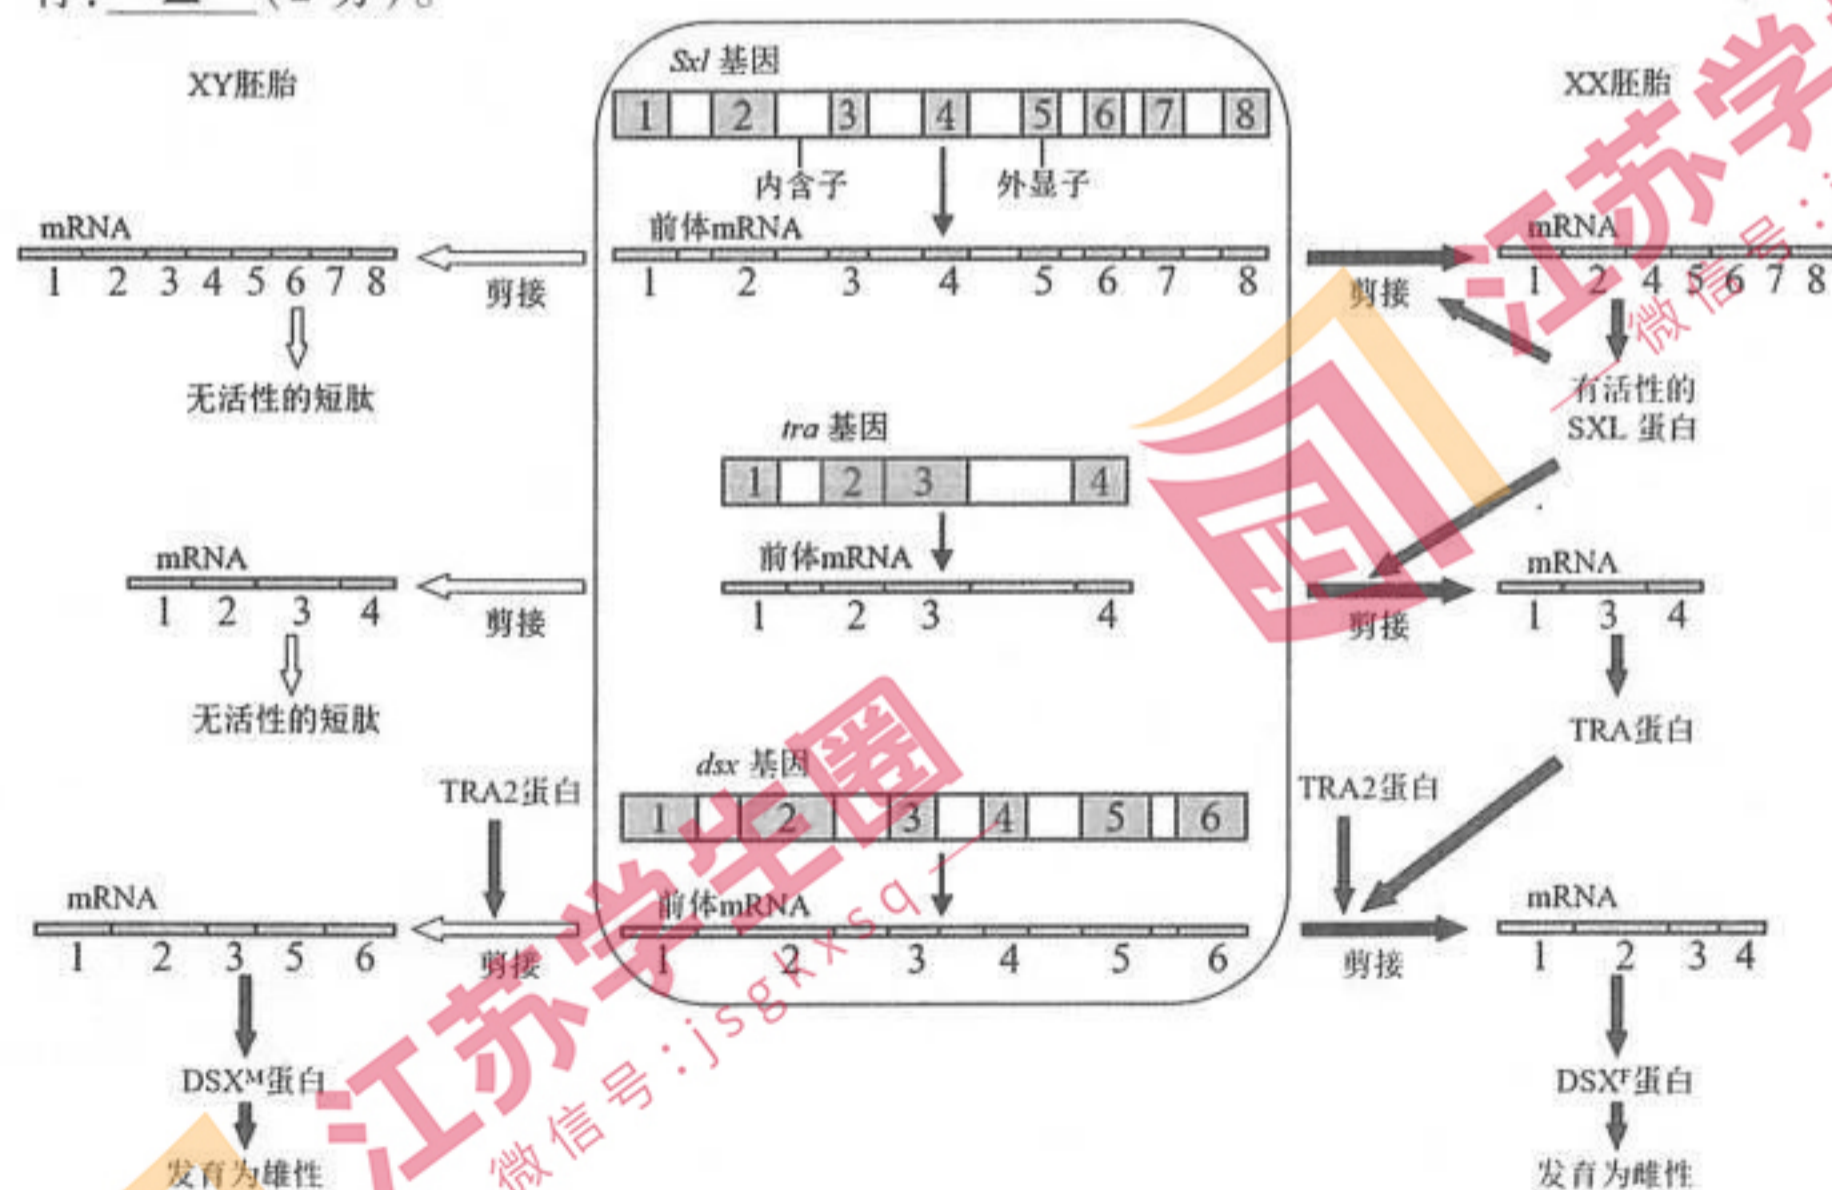 (2分)。
Sxl 基因
XY胚胎
XX胚胎
1 2 3 4 5 6 7 8
内含子
外显子
mRNA
前体mRNA
mRNA
1 2 3 4 5 6 7 8
剪接
1 2 3 4 5 6 7 8
剪接
1 2 4 5 6 7 8
无活性的短肽
有活性的
SXL 蛋白
tra 基因
1 2 3 4
mRNA
前体mRNA
mRNA
1 2 3 4
剪接
1 2 3 4
剪接
1 3 4
无活性的短肽
TRA蛋白
dsx 基因
TRA2蛋白
TRA2蛋白
1 2 3 4 5 6
mRNA
前体mRNA
mRNA
1 2 3 5 6
剪接
1 2 3 4 5 6
剪接
1 2 3 4
DSXᴹ蛋白
DSXꟳ蛋白
发育为雄性
发育为雌性
江苏学生圈
微信号:jsgkxsq
江苏学
微信号: